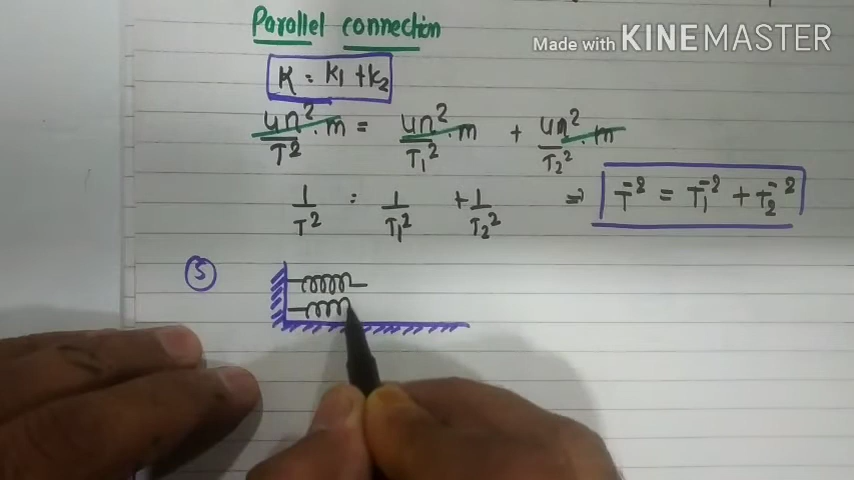 Parallel connection
Made with KINEMASTER
K = k1 + k2
4π²/T² · m = 4π²/T1² · m + 4π²/T2² · m
1/T² = 1/T1² + 1/T2² ⇒ T⁻² = T1⁻² + T2⁻²
5